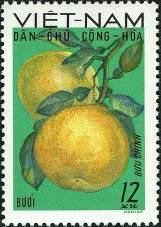 VIỆT-NAM
DÂN-CHỦ CỘNG-HÒA
BƯU CHÍNH
BƯỞI
12
xu